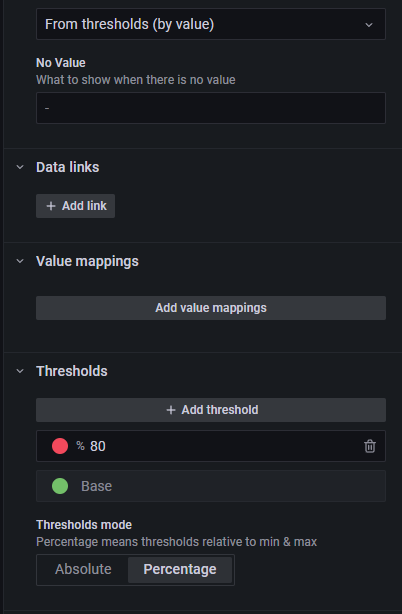 From thresholds (by value)
No Value
What to show when there is no value
-
Data links
+ Add link
Value mappings
Add value mappings
Thresholds
+ Add threshold
% 80
Base
Thresholds mode
Percentage means thresholds relative to min & max
Absolute Percentage